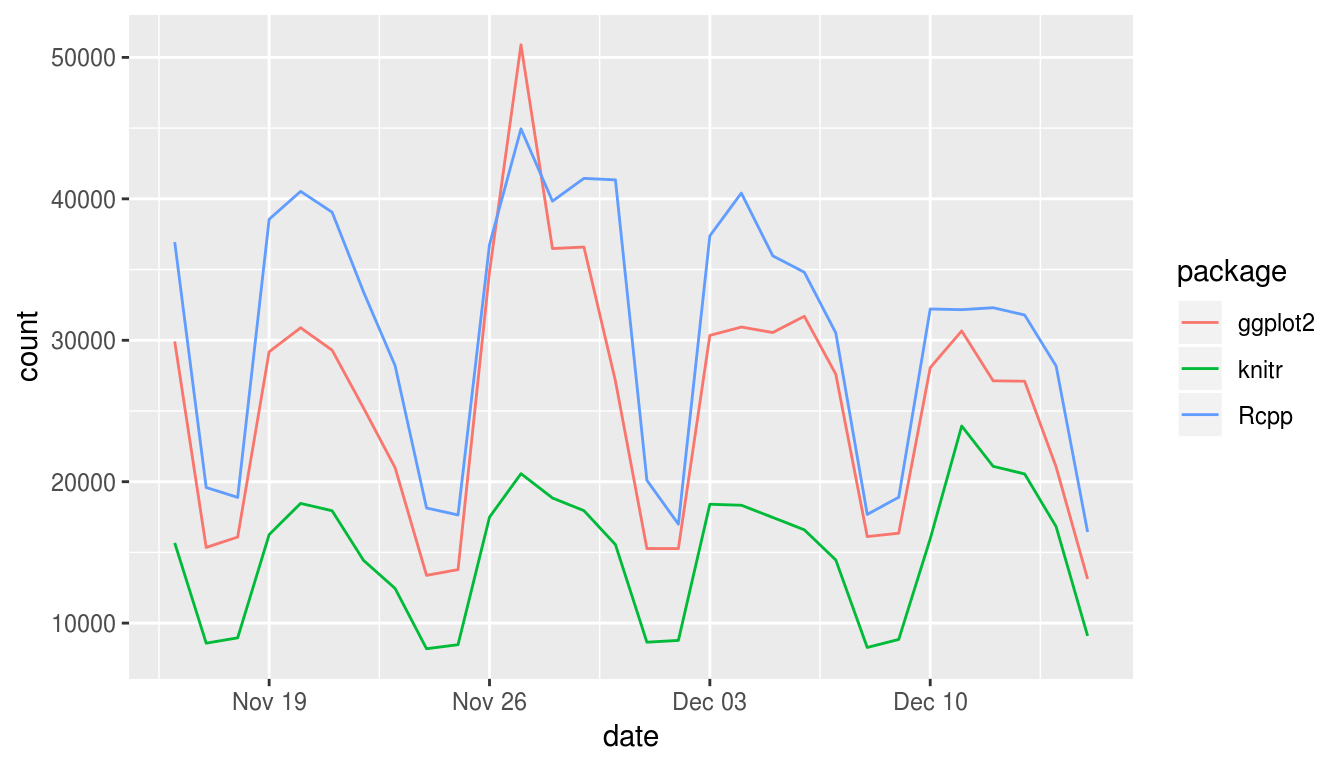 50000
40000
30000
20000
10000
count
Nov 19
Nov 26
Dec 03
Dec 10
date
package
ggplot2
knitr
Rcpp